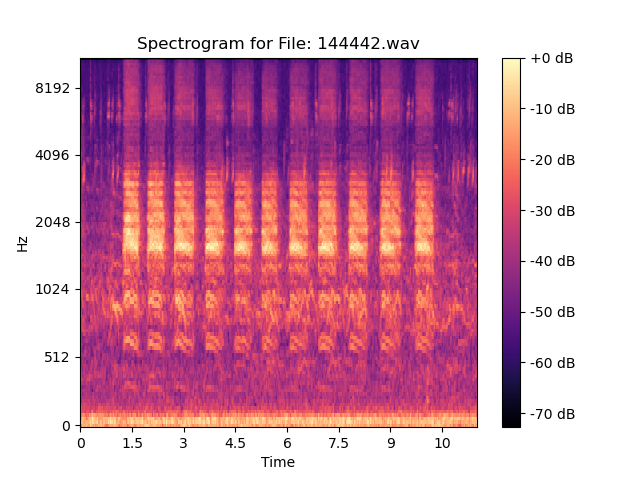 Spectrogram for File: 144442.wav
+0 dB
8192
-10 dB
4096
-20 dB
-30 dB
2048
Hz
-40 dB
1024
-50 dB
512
-60 dB
-70 dB
0
0 1.5 3 4.5 6 7.5 9 10
Time